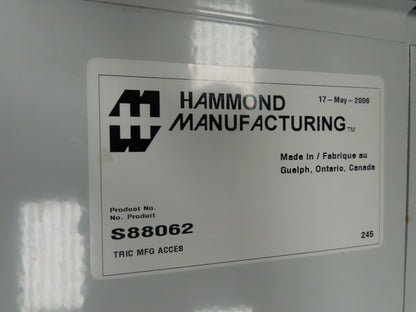 HAMMOND
MANUFACTURING™
17-May-2006
Made in / Fabrique au
Guelph, Ontario, Canada
Product No.
No. Produit
S88062
TRIC MFG ACCES
245